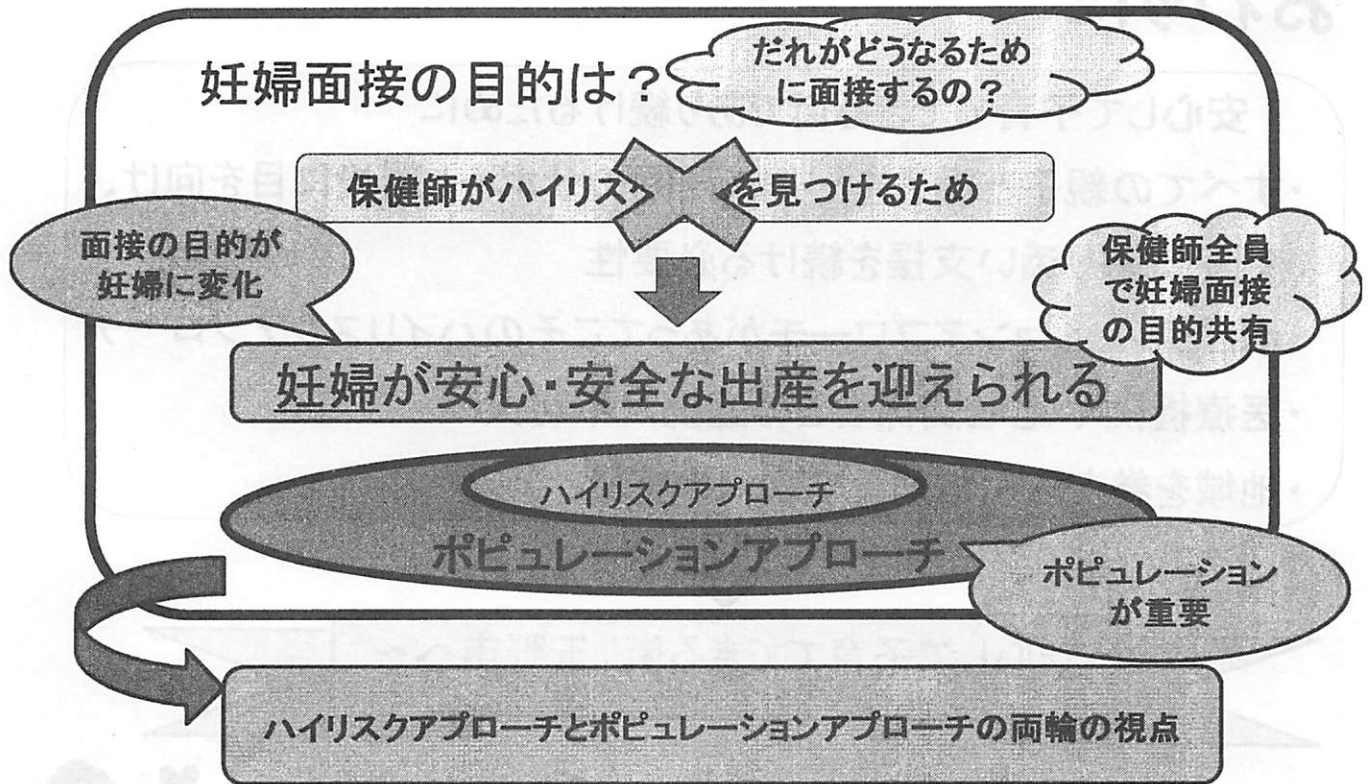 妊婦面接の目的は?
だれがどうなるため
に面接するの?
保健師がハイリスク を見つけるため
面接の目的が
妊婦に変化
保健師全員
で妊婦面接
の目的共有
妊婦が安心・安全な出産を迎えられる
ハイリスクアプローチ
ポピュレーションアプローチ
ポピュレーション
が重要
ハイリスクアプローチとポピュレーションアプローチの両輪の視点